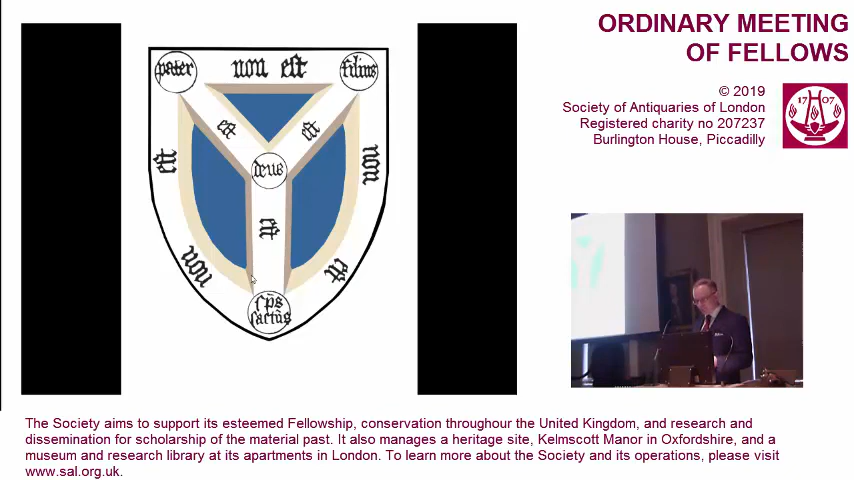 ORDINARY MEETING
OF FELLOWS
© 2019
Society of Antiquaries of London
Registered charity no 207237
Burlington House, Piccadilly
17 07
pater non est filius
est est
est deus non
est
non est
sp̄s
sactūs
The Society aims to support its esteemed Fellowship, conservation throughour the United Kingdom, and research and
dissemination for scholarship of the material past. It also manages a heritage site, Kelmscott Manor in Oxfordshire, and a
museum and research library at its apartments in London. To learn more about the Society and its operations, please visit
www.sal.org.uk.